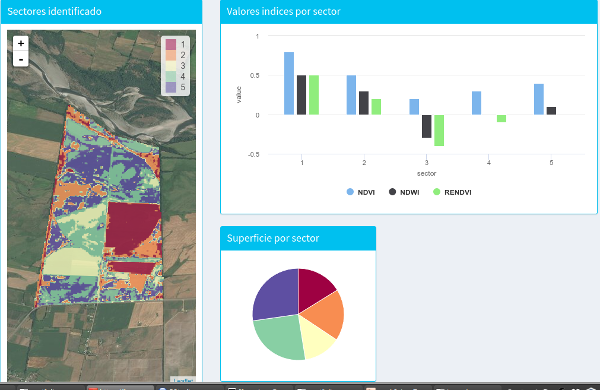 Sectores identificado
+
-
1
2
3
4
5
Leaflet
Valores indices por sector
1
0.5
0
-0.5
value
1 2 3 4 5
sector
NDVI NDWI RENDVI
Superficie por sector